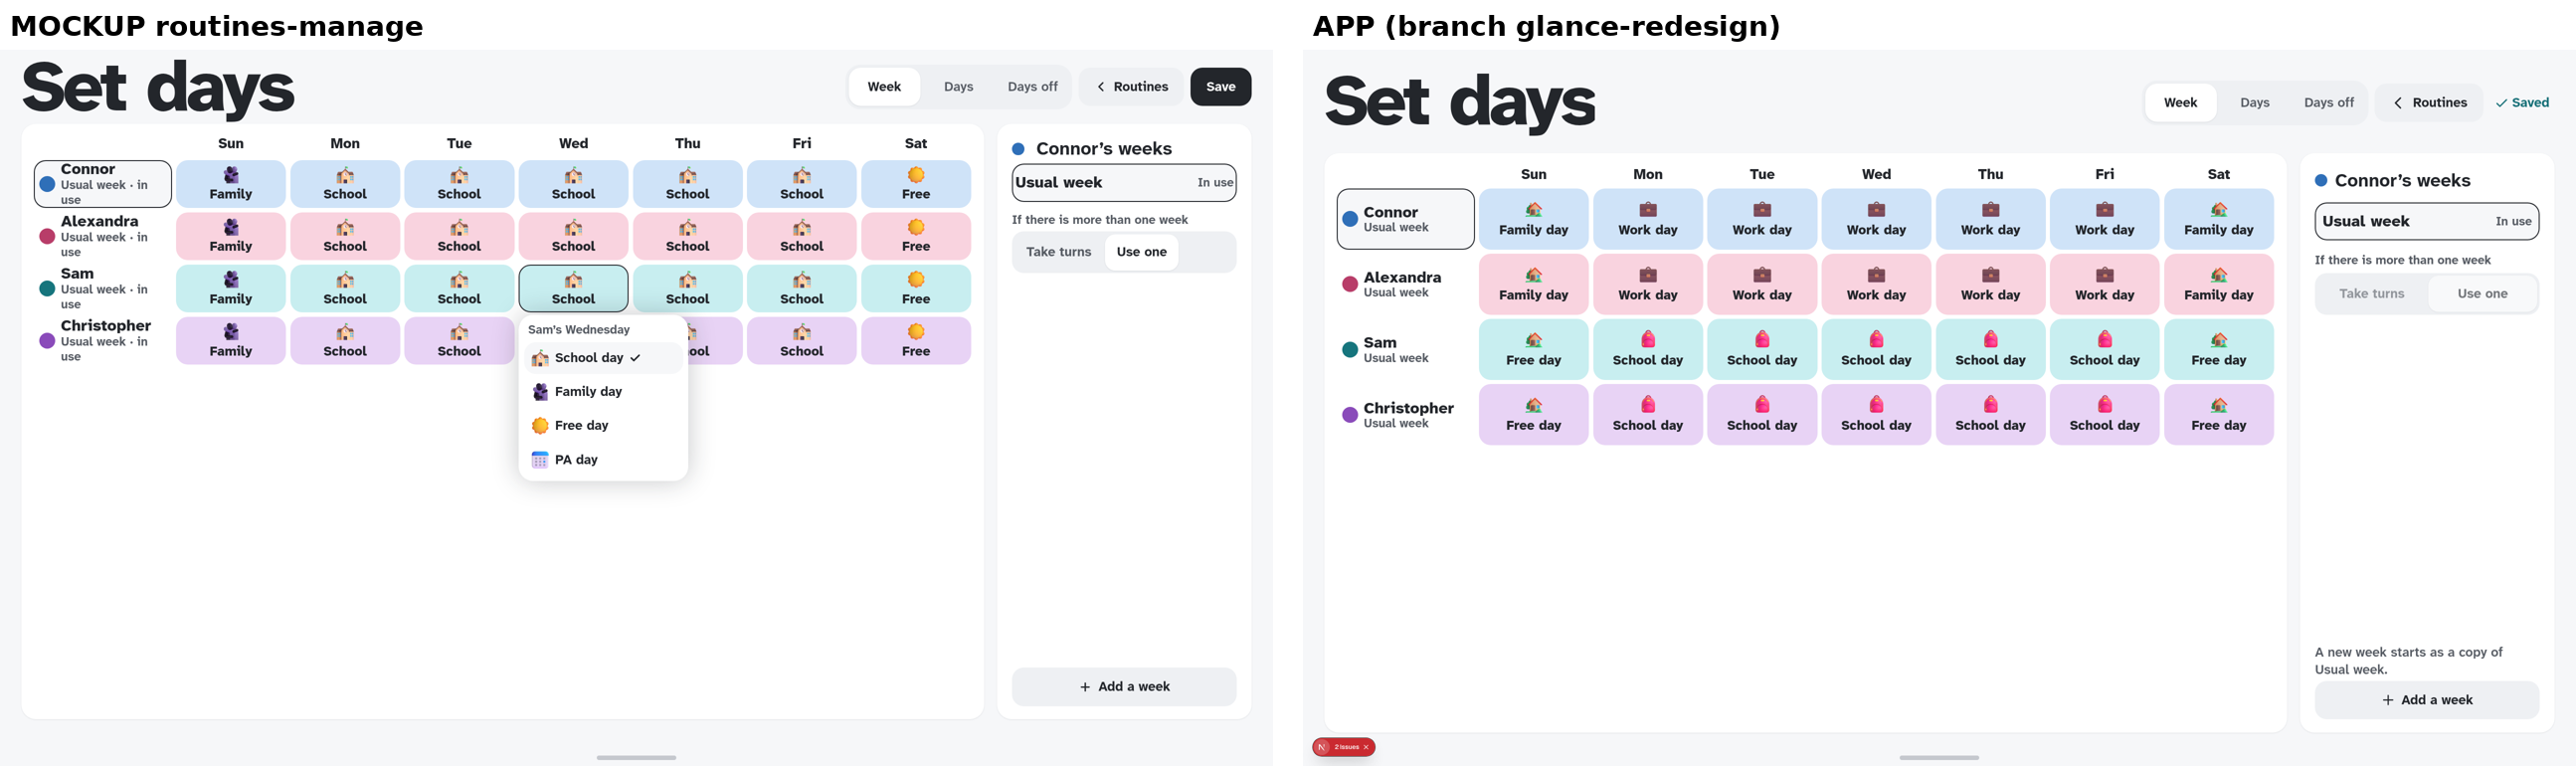 MOCKUP routines-manage
Set days
Week Days Days off Routines Save
Sun Mon Tue Wed Thu Fri Sat
Connor
Usual week · in
use
Family School School School School School Free
Alexandra
Usual week · in
use
Family School School School School School Free
Sam
Usual week · in
use
Family School School School School School Free
Christopher
Usual week · in
use
Family School School ool School Free
Sam's Wednesday
School day
Family day
Free day
PA day
Connor’s weeks
Usual week In use
If there is more than one week
Take turns Use one
+ Add a week
APP (branch glance-redesign)
Set days
Week Days Days off Routines Saved
Sun Mon Tue Wed Thu Fri Sat
Connor
Usual week
Family day Work day Work day Work day Work day Work day Family day
Alexandra
Usual week
Family day Work day Work day Work day Work day Work day Family day
Sam
Usual week
Free day School day School day School day School day School day Free day
Christopher
Usual week
Free day School day School day School day School day School day Free day
Connor’s weeks
Usual week In use
If there is more than one week
Take turns Use one
A new week starts as a copy of
Usual week.
+ Add a week
N 2 Issues ×